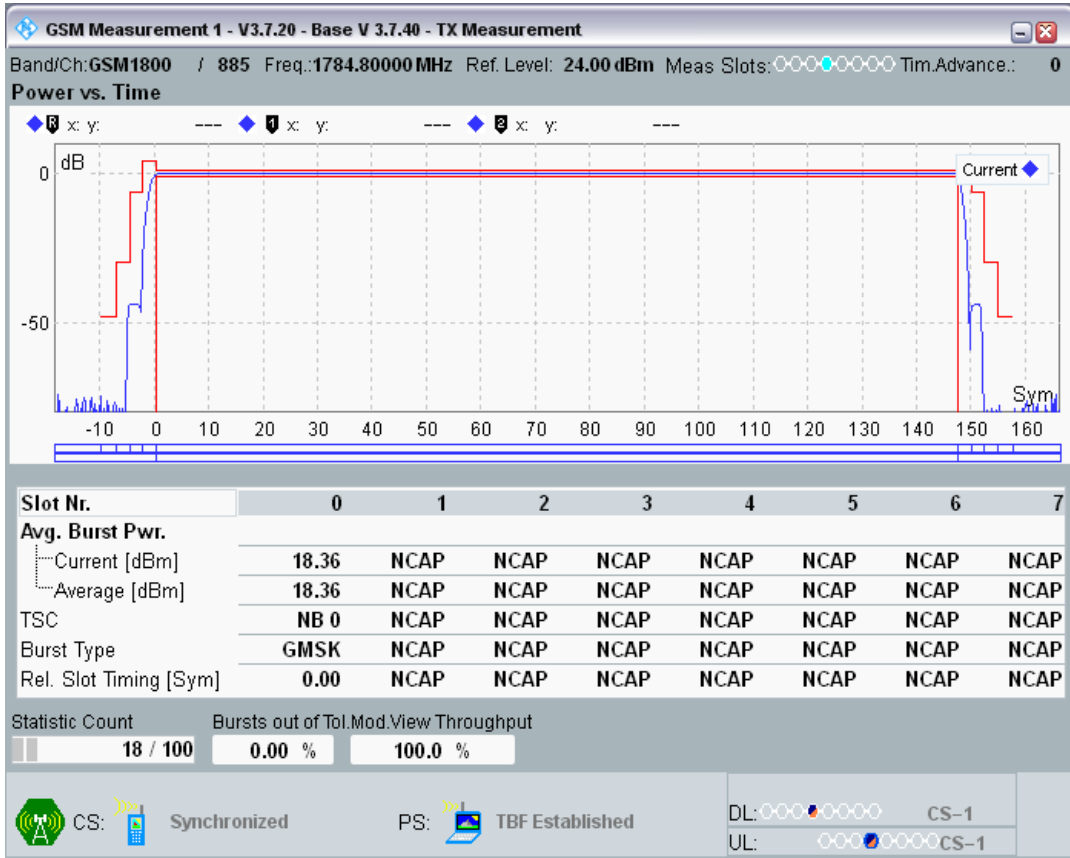 GSM Measurement 1 - V3.7.20 - Base V 3.7.40 - TX Measurement
Band/Ch:GSM1800 / 885 Freq.:1784.80000 MHz Ref. Level: 24.00 dBm Meas Slots: Tim.Advance.: 0
Power vs. Time
R x: y: --- 1 x: y: --- 2 x: y: ---
dB
0
Current
-50
Sym
-10 0 10 20 30 40 50 60 70 80 90 100 110 120 130 140 150 160
Slot Nr. 0 1 2 3 4 5 6 7
Avg. Burst Pwr.
Current [dBm] 18.36 NCAP NCAP NCAP NCAP NCAP NCAP NCAP
Average [dBm] 18.36 NCAP NCAP NCAP NCAP NCAP NCAP NCAP
TSC NB 0 NCAP NCAP NCAP NCAP NCAP NCAP NCAP
Burst Type GMSK NCAP NCAP NCAP NCAP NCAP NCAP NCAP
Rel. Slot Timing [Sym] 0.00 NCAP NCAP NCAP NCAP NCAP NCAP NCAP
Statistic Count Bursts out of Tol.Mod.View Throughput
18 / 100 0.00 % 100.0 %
CS: Synchronized PS: TBF Established DL: CS-1
UL: CS-1